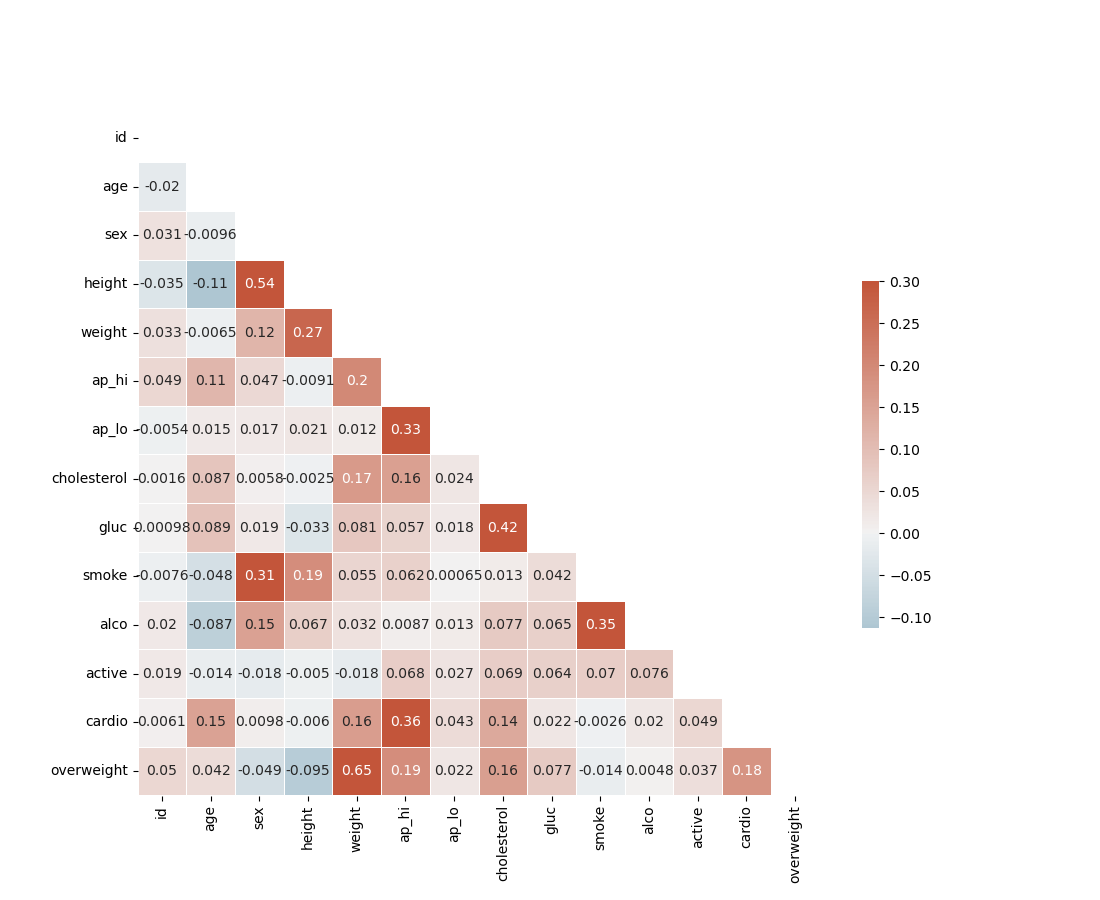 id
age -0.02
sex 0.031 -0.0096
height -0.035 -0.11 0.54
weight 0.033 -0.0065 0.12 0.27
ap_hi 0.049 0.11 0.047 -0.0091 0.2
ap_lo -0.0054 0.015 0.017 0.021 0.012 0.33
cholesterol 0.0016 0.087 0.0058 -0.0025 0.17 0.16 0.024
gluc 0.00098 0.089 0.019 -0.033 0.081 0.057 0.018 0.42
smoke -0.0076 -0.048 0.31 0.19 0.055 0.062 0.00065 0.013 0.042
alco 0.02 -0.087 0.15 0.067 0.032 0.0087 0.013 0.077 0.065 0.35
active 0.019 -0.014 -0.018 -0.005 -0.018 0.068 0.027 0.069 0.064 0.07 0.076
cardio 0.0061 0.15 0.0098 -0.006 0.16 0.36 0.043 0.14 0.022 -0.0026 0.02 0.049
overweight 0.05 0.042 -0.049 -0.095 0.65 0.19 0.022 0.16 0.077 -0.014 0.0048 0.037 0.18
id age sex height weight ap_hi ap_lo cholesterol gluc smoke alco active cardio overweight
0.30
0.25
0.20
0.15
0.10
0.05
0.00
−0.05
−0.10